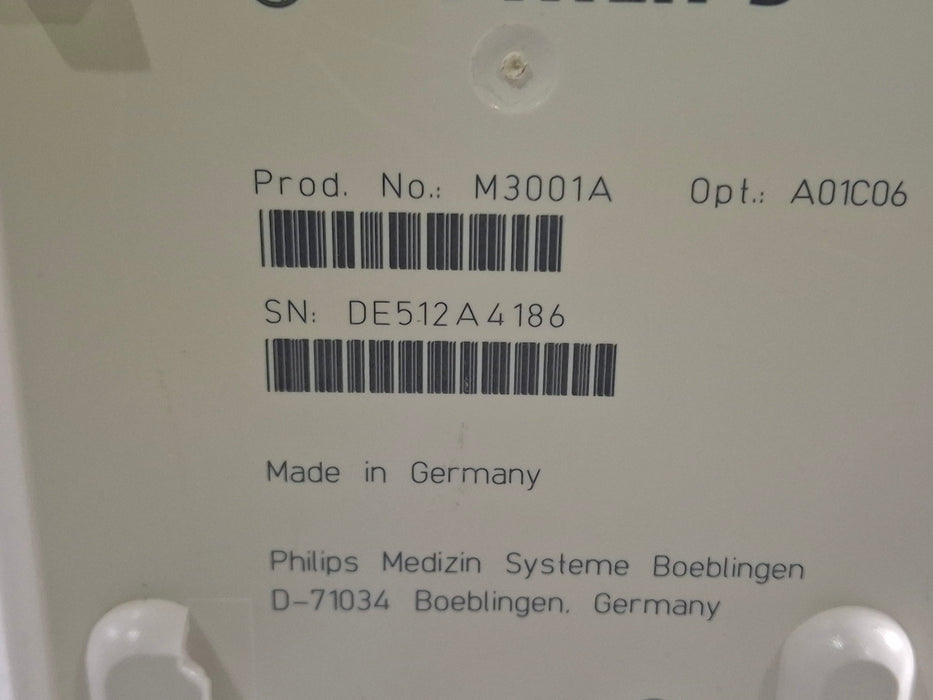 Prod. No.: M3001A Opt.: A01C06
SN: DE512A4186
Made in Germany
Philips Medizin Systeme Boeblingen
D-71034 Boeblingen. Germany